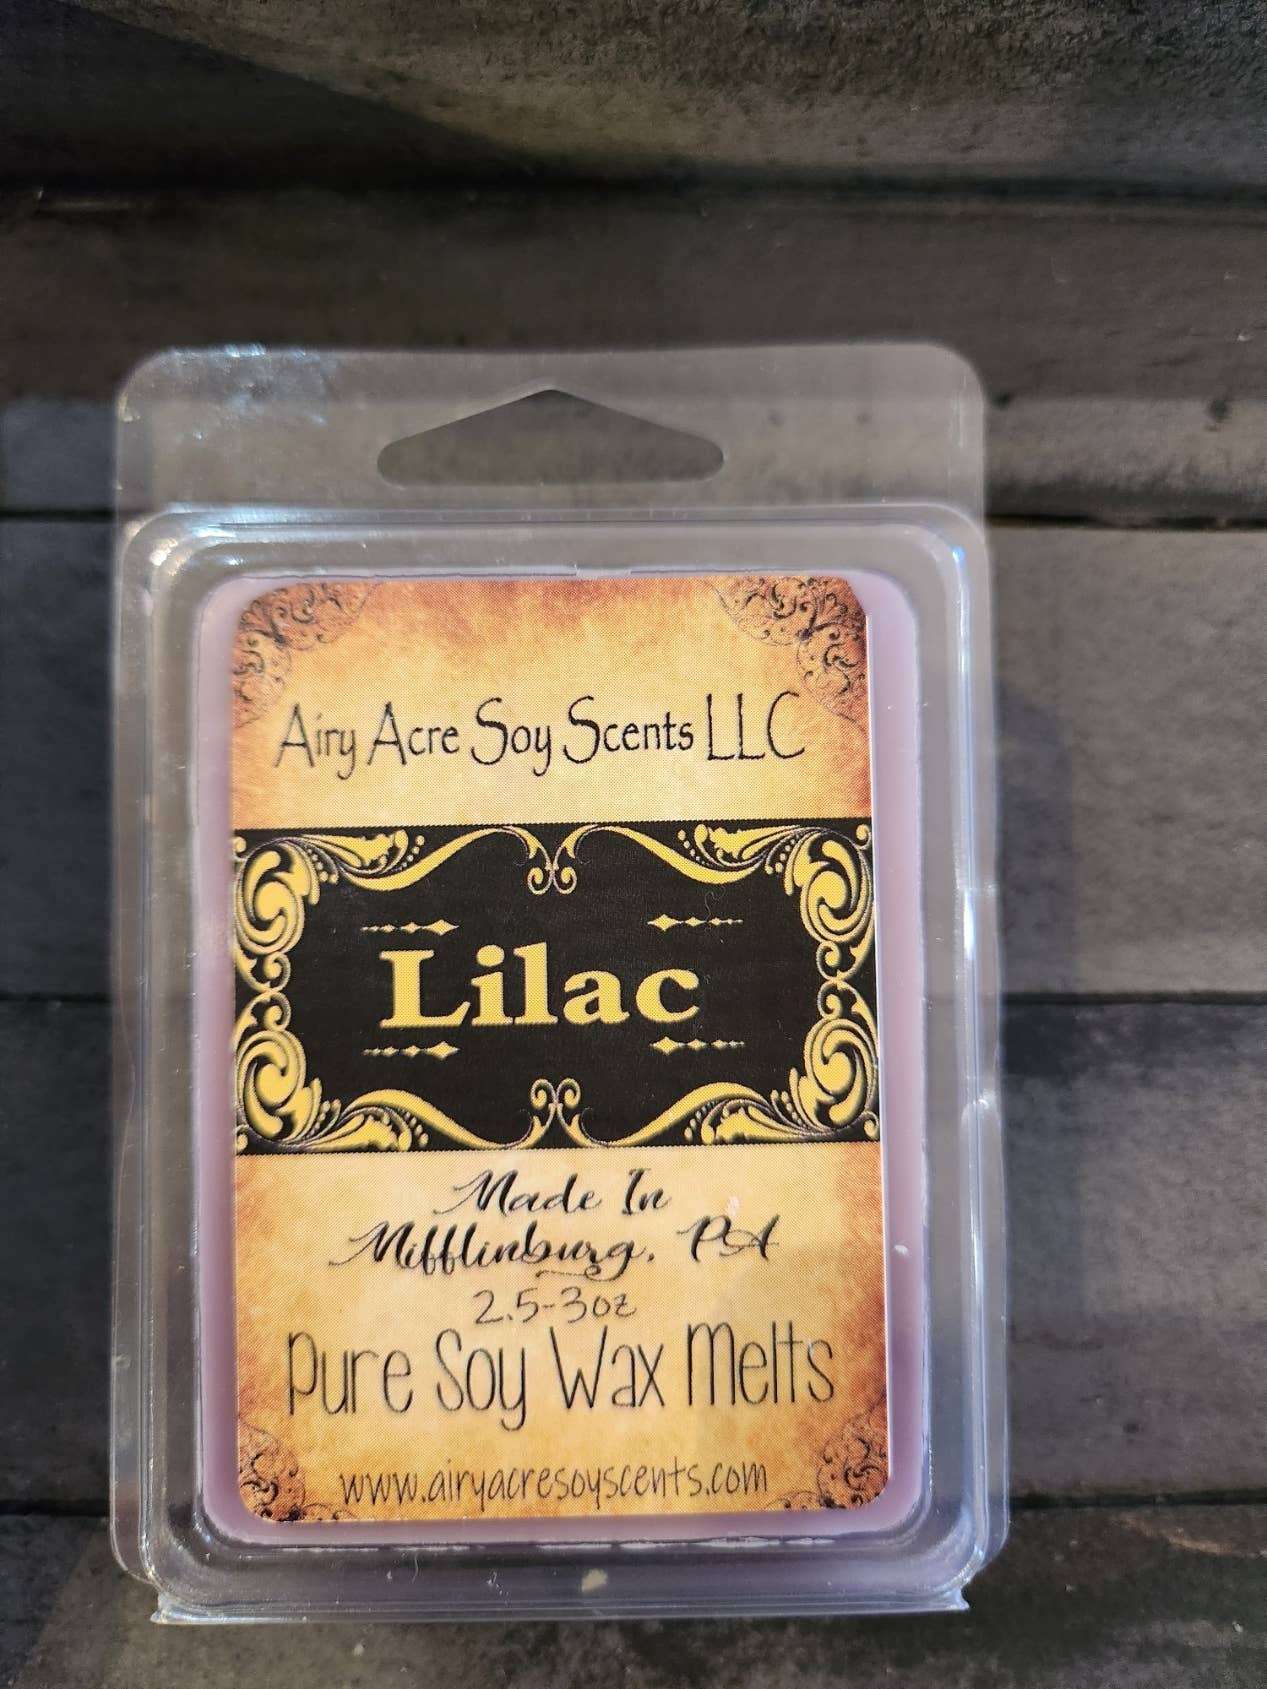 Airy Acre Soy Scents LLC
Lilac
Made In
Mifflinburg, PA
2.5-3oz
Pure Soy Wax Melts
www.airyacresoyscents.com